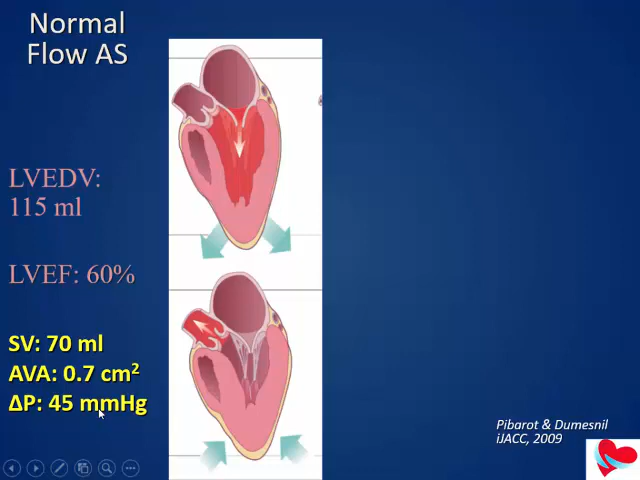 Normal
Flow AS
LVEDV:
115 ml
LVEF: 60%
SV: 70 ml
AVA: 0.7 cm²
ΔP: 45 mmHg
Pibarot & Dumesnil
iJACC, 2009